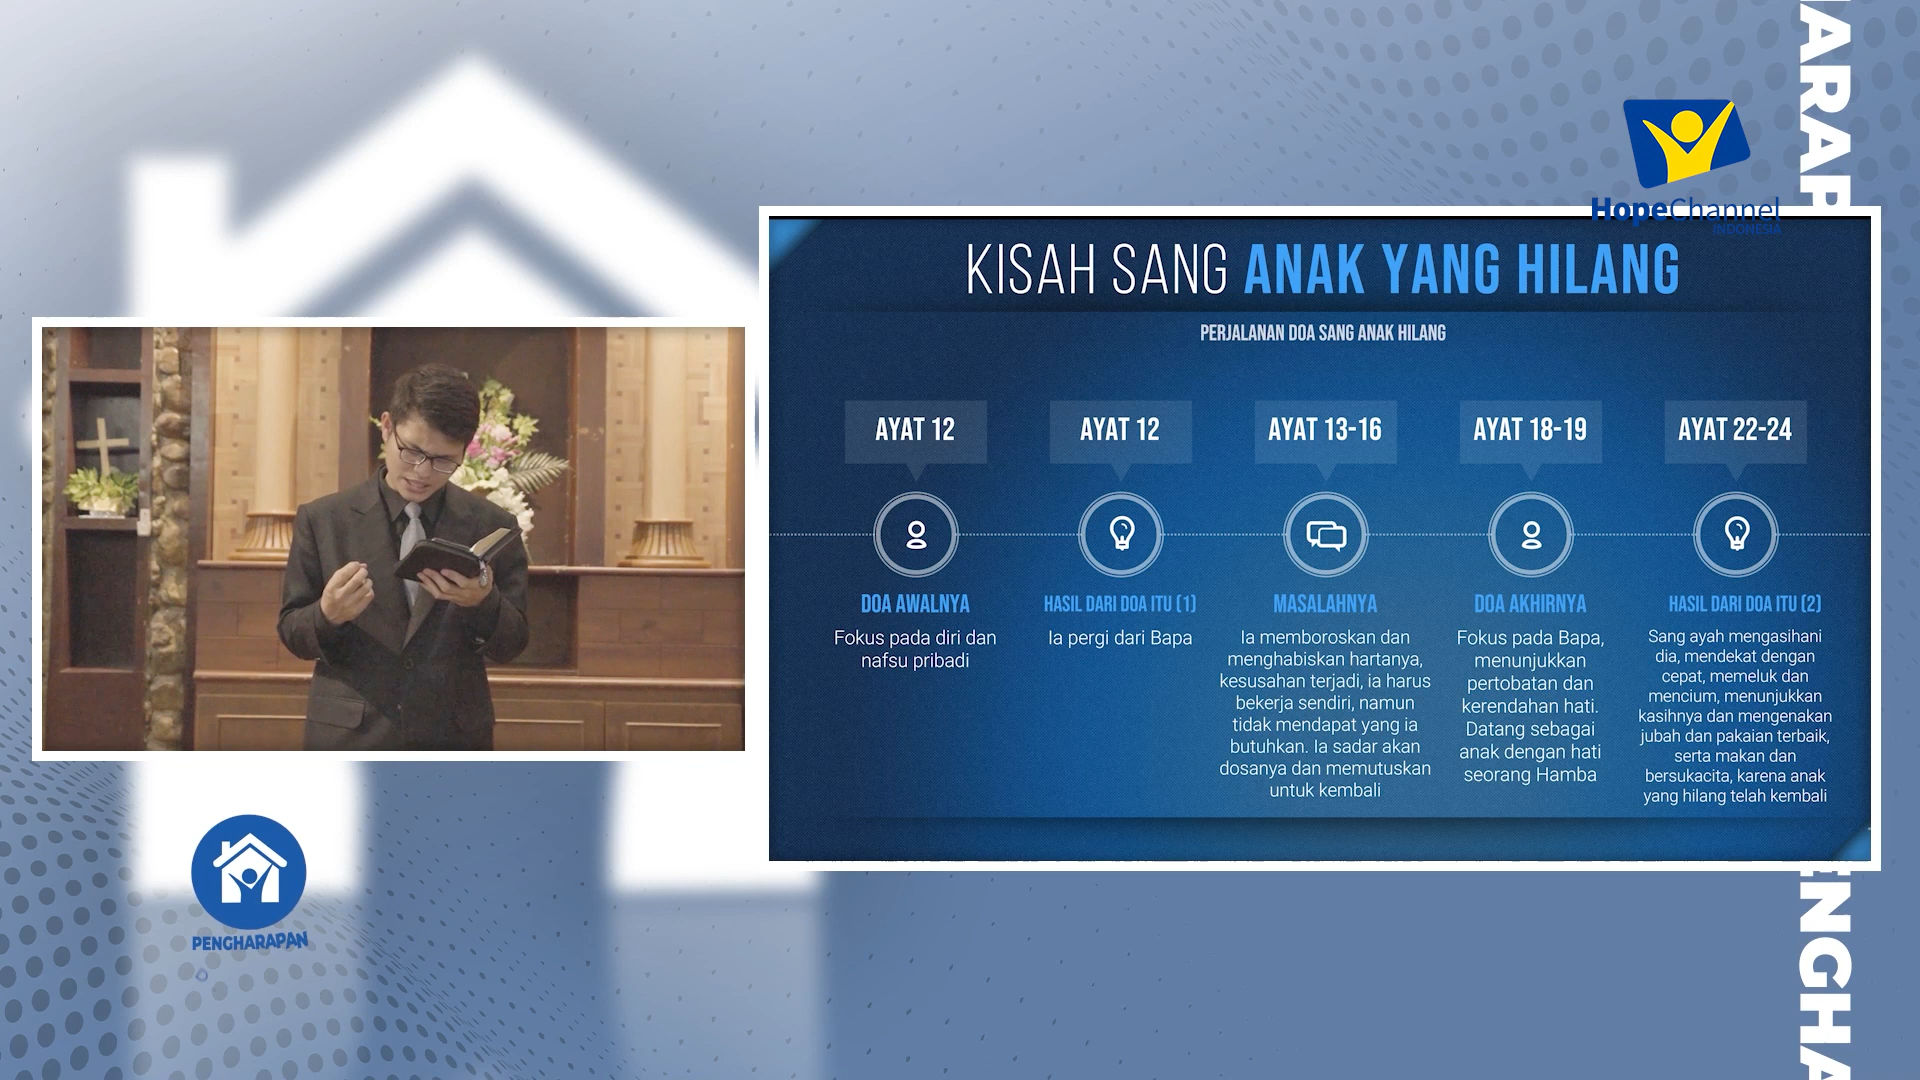 HopeChannel
INDONESIA
KISAH SANG ANAK YANG HILANG
PERJALANAN DOA SANG ANAK HILANG
AYAT 12
DOA AWALNYA
Fokus pada diri dan
nafsu pribadi
AYAT 12
HASIL DARI DOA ITU (1)
Ia pergi dari Bapa
AYAT 13-16
MASALAHNYA
Ia memboroskan dan
menghabiskan hartanya,
kesusahan terjadi, ia harus
bekerja sendiri, namun
tidak mendapat yang ia
butuhkan. Ia sadar akan
dosanya dan memutuskan
untuk kembali
AYAT 18-19
DOA AKHIRNYA
Fokus pada Bapa,
menunjukkan
pertobatan dan
kerendahan hati.
Datang sebagai
anak dengan hati
seorang Hamba
AYAT 22-24
HASIL DARI DOA ITU (2)
Sang ayah mengasihani
dia, mendekat dengan
cepat, memeluk dan
mencium, menunjukkan
kasihnya dan mengenakan
jubah dan pakaian terbaik,
serta makan dan
bersukacita, karena anak
yang hilang telah kembali
PENGHARAPAN
ARAP
ENGHA